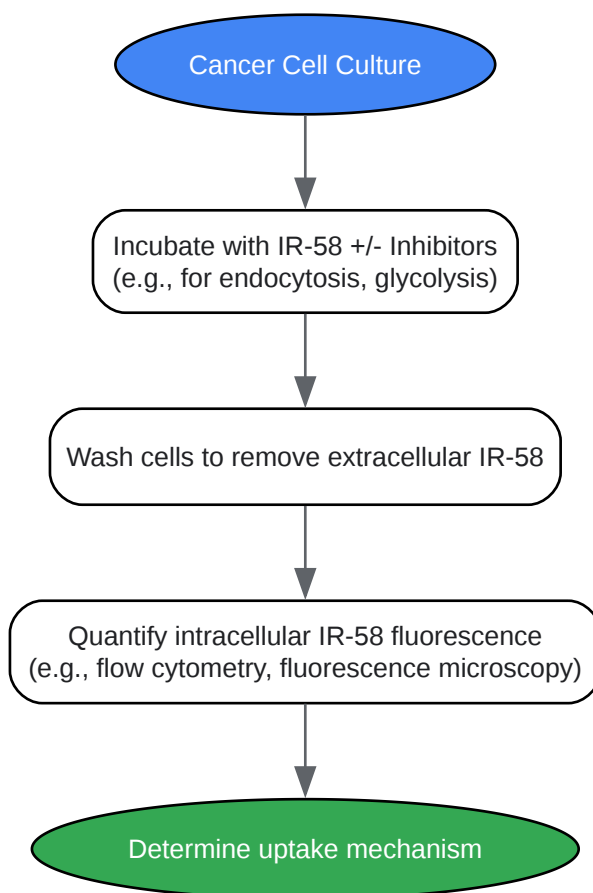 Cancer Cell Culture
Incubate with IR-58 +/- Inhibitors
(e.g., for endocytosis, glycolysis)
Wash cells to remove extracellular IR-58
Quantify intracellular IR-58 fluorescence
(e.g., flow cytometry, fluorescence microscopy)
Determine uptake mechanism